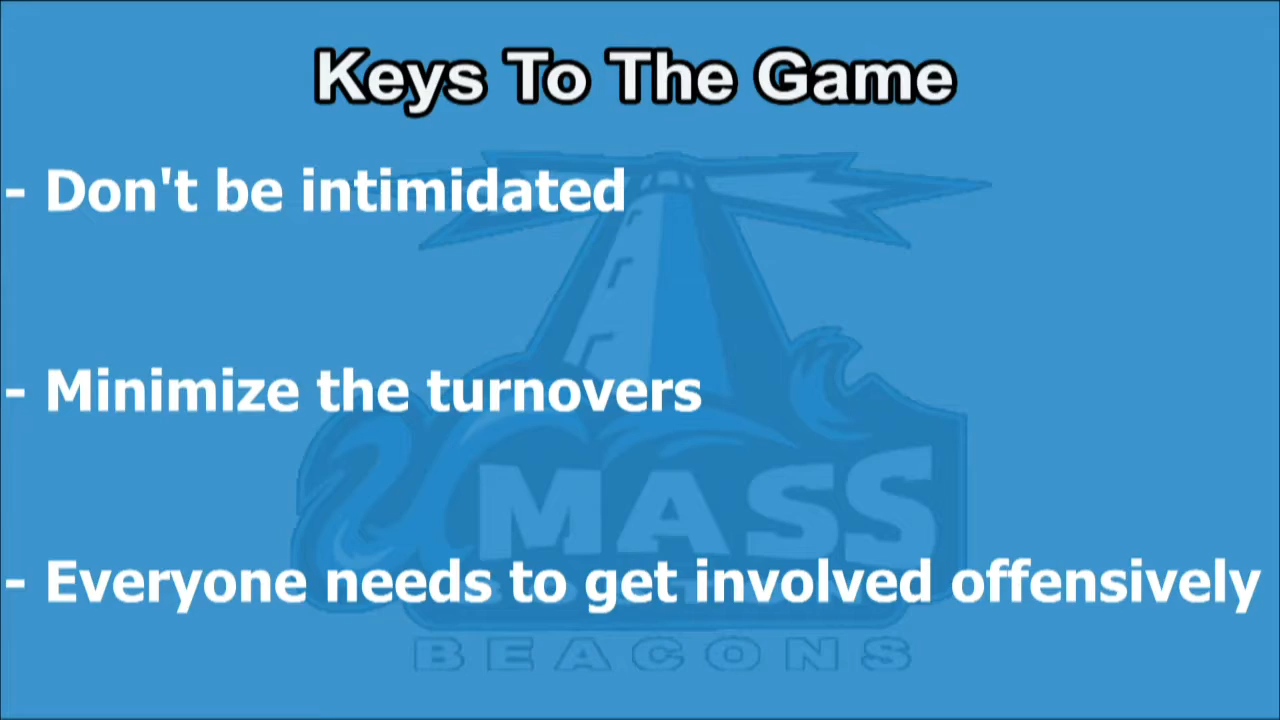 Keys To The Game
- Don't be intimidated
- Minimize the turnovers
MASS
- Everyone needs to get involved offensively
BEACONS